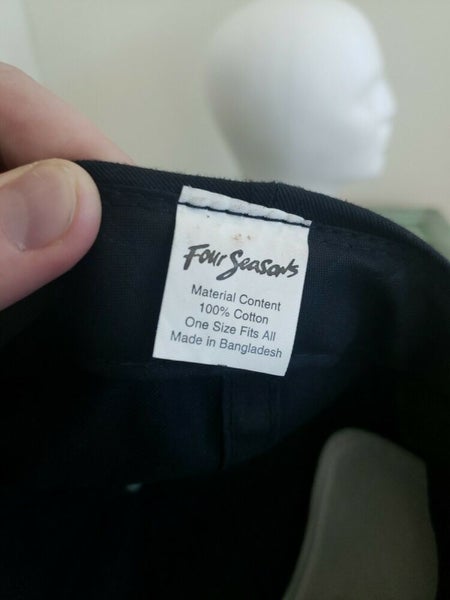 Four Seasons
Material Content
100% Cotton
One Size Fits All
Made in Bangladesh